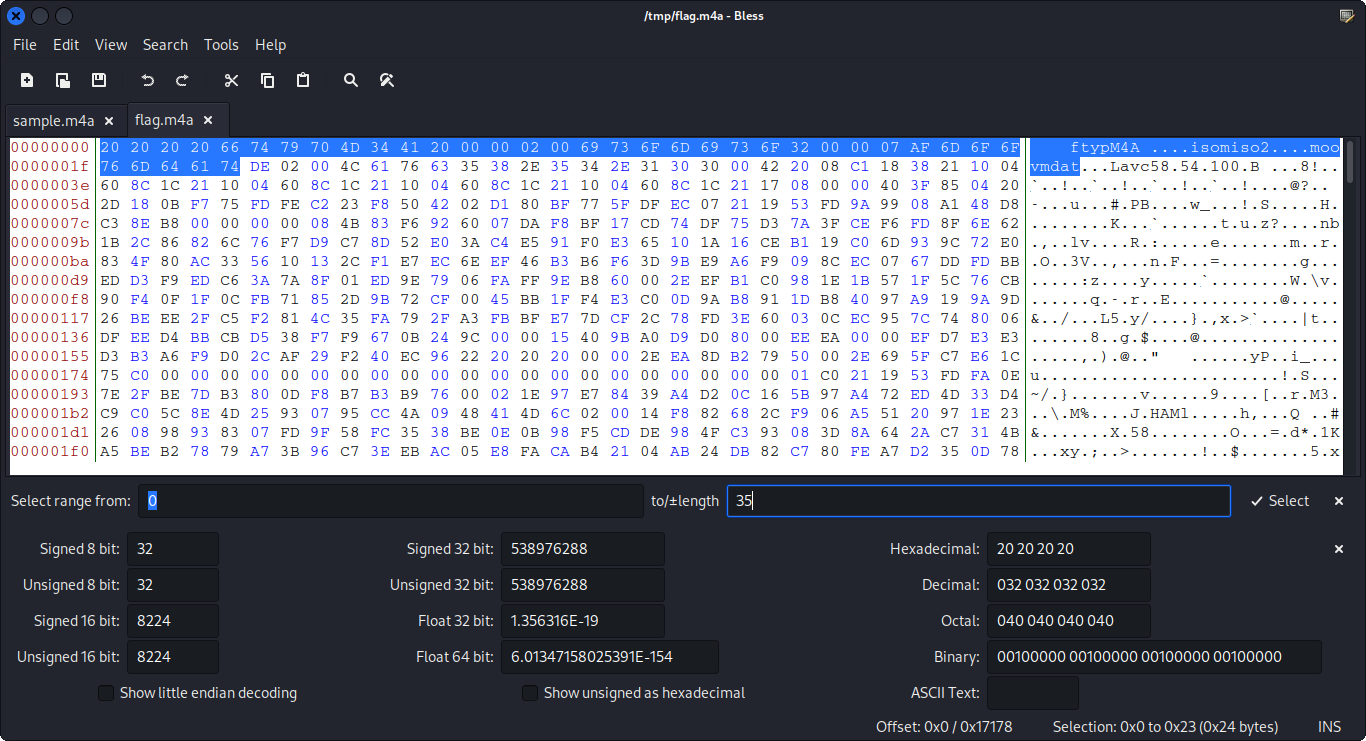 /tmp/flag.m4a - Bless
File Edit View Search Tools Help
sample.m4a × flag.m4a ×
00000000 20 20 20 20 66 74 79 70 4D 34 41 20 00 00 02 00 69 73 6F 6D 69 73 6F 32 00 00 07 AF 6D 6F 6F     ftypM4A ....isomiso2....moo
0000001f 76 6D 64 61 74 DE 02 00 4C 61 76 63 35 38 2E 35 34 2E 31 30 30 00 42 20 08 C1 18 38 21 10 04 vmdat...Lavc58.54.100.B ...8!..
0000003e 60 8C 1C 21 10 04 60 8C 1C 21 10 04 60 8C 1C 21 10 04 60 8C 1C 21 17 08 00 00 40 3F 85 04 20 `..!..`..!..`..!..`..!....@?..
0000005d 2D 18 0B F7 75 FD FE C2 23 F8 50 42 02 D1 80 BF 77 5F DF EC 07 21 19 53 FD 9A 99 08 A1 48 D8 -...u...#.PB....w_...!.S.....H.
0000007c C3 8E B8 00 00 00 00 08 4B 83 F6 92 60 07 DA F8 BF 17 CD 74 DF 75 D3 7A 3F CE F6 FD 8F 6E 62 ........K...`......t.u.z?....nb
0000009b 1B 2C 86 82 6C 76 F7 D9 C7 8D 52 E0 3A C4 E5 91 F0 E3 65 10 1A 16 CE B1 19 C0 6D 93 9C 72 E0 .,..lv....R.:.....e.......m..r.
000000ba 83 4F 80 AC 33 56 10 13 2C F1 E7 EC 6E EF 46 B3 B6 F6 3D 9B E9 A6 F9 09 8C EC 07 67 DD FD BB .O..3V..,...n.F...=........g...
000000d9 ED D3 F9 ED C6 3A 7A 8F 01 ED 9E 79 06 FA FF 9E B8 60 00 2E EF B1 C0 98 1E 1B 57 1F 5C 76 CB .....:z....y.....`.......W.\v.
000000f8 90 F4 0F 1F 0C FB 71 85 2D 9B 72 CF 00 45 BB 1F F4 E3 C0 0D 9A B8 91 1D B8 40 97 A9 19 9A 9D ......q.-.r..E...........@.....
00000117 26 BE EE 2F C5 F2 81 4C 35 FA 79 2F A3 FB BF E7 7D CF 2C 78 FD 3E 60 03 0C EC 95 7C 74 80 06 &../...L5.y/....}.,x.>`....|t..
00000136 DF EE D4 BB CB D5 38 F7 F9 67 0B 24 9C 00 00 15 40 9B A0 D9 D0 80 00 EE EA 00 00 EF D7 E3 E3 ......8..g.$....@..............
00000155 D3 B3 A6 F9 D0 2C AF 29 F2 40 EC 96 22 20 20 20 00 00 2E EA 8D B2 79 50 00 2E 69 5F C7 E6 1C .....,.).@.."   ......yP..i_...
00000174 75 C0 00 00 00 00 00 00 00 00 00 00 00 00 00 00 00 00 00 00 00 00 00 01 C0 21 19 53 FD FA 0E u........................!.S...
00000193 7E 2F BE 7D B3 80 0D F8 B7 B3 B9 76 00 02 1E 97 E7 84 39 A4 D2 0C 16 5B 97 A4 72 ED 4D 33 D4 ~/.}.......v......9....[..r.M3.
000001b2 C9 C0 5C 8E 4D 25 93 07 95 CC 4A 09 48 41 4D 6C 02 00 14 F8 82 68 2C F9 06 A5 51 20 97 1E 23 ..\.M%....J.HAMl.....h,...Q ..#
000001d1 26 08 98 93 83 07 FD 9F 58 FC 35 38 BE 0E 0B 98 F5 CD DE 98 4F C3 93 08 3D 8A 64 2A C7 31 4B &.......X.58........O...=.d*.1K
000001f0 A5 BE B2 78 79 A7 3B 96 C7 3E EB AC 05 E8 FA CA B4 21 04 AB 24 DB 82 C7 80 FE A7 D2 35 0D 78 ...xy.;..>.......!..$.......5.x
Select range from: 0 to/±length 35 Select ×
Signed 8 bit: 32 Signed 32 bit: 538976288 Hexadecimal: 20 20 20 20 ×
Unsigned 8 bit: 32 Unsigned 32 bit: 538976288 Decimal: 032 032 032 032
Signed 16 bit: 8224 Float 32 bit: 1.356316E-19 Octal: 040 040 040 040
Unsigned 16 bit: 8224 Float 64 bit: 6.01347158025391E-154 Binary: 00100000 00100000 00100000 00100000
Show little endian decoding Show unsigned as hexadecimal ASCII Text:
Offset: 0x0 / 0x17178 Selection: 0x0 to 0x23 (0x24 bytes) INS